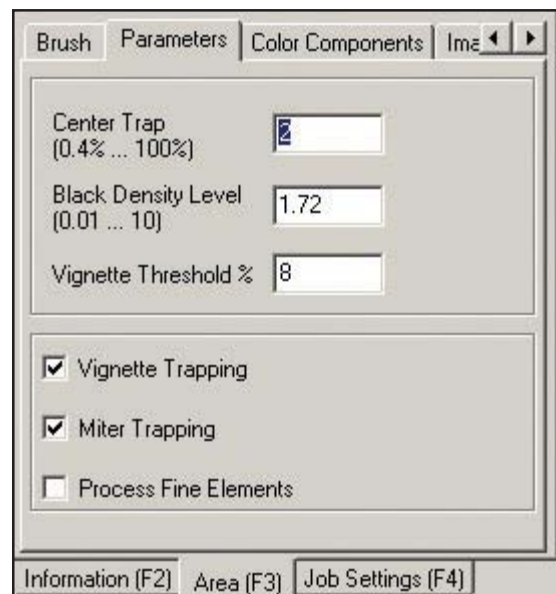 Brush Parameters Color Components Ima
Center Trap 2
(0.4% ... 100%)
Black Density Level 1.72
(0.01 ... 10)
Vignette Threshold % 8
Vignette Trapping
Miter Trapping
Process Fine Elements
Information (F2) Area (F3) Job Settings (F4)